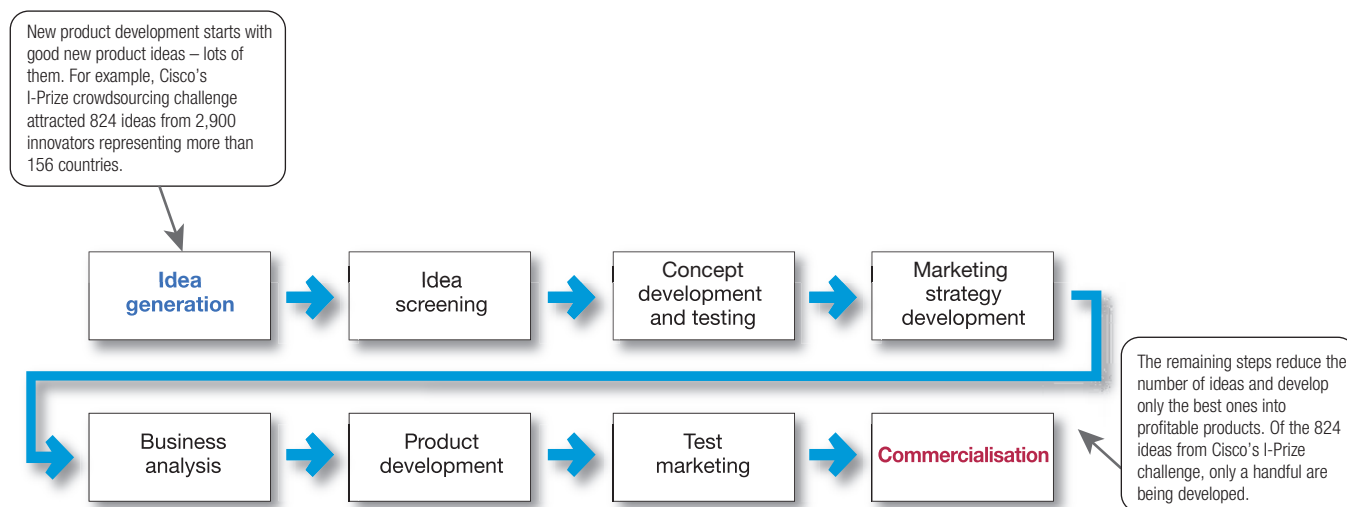 New product development starts with
good new product ideas – lots of
them. For example, Cisco's
I-Prize crowdsourcing challenge
attracted 824 ideas from 2,900
innovators representing more than
156 countries.
Idea
generation
Idea
screening
Concept
development
and testing
Marketing
strategy
development
The remaining steps reduce the
number of ideas and develop
only the best ones into
profitable products. Of the 824
ideas from Cisco's I-Prize
challenge, only a handful are
being developed.
Business
analysis
Product
development
Test
marketing
Commercialisation